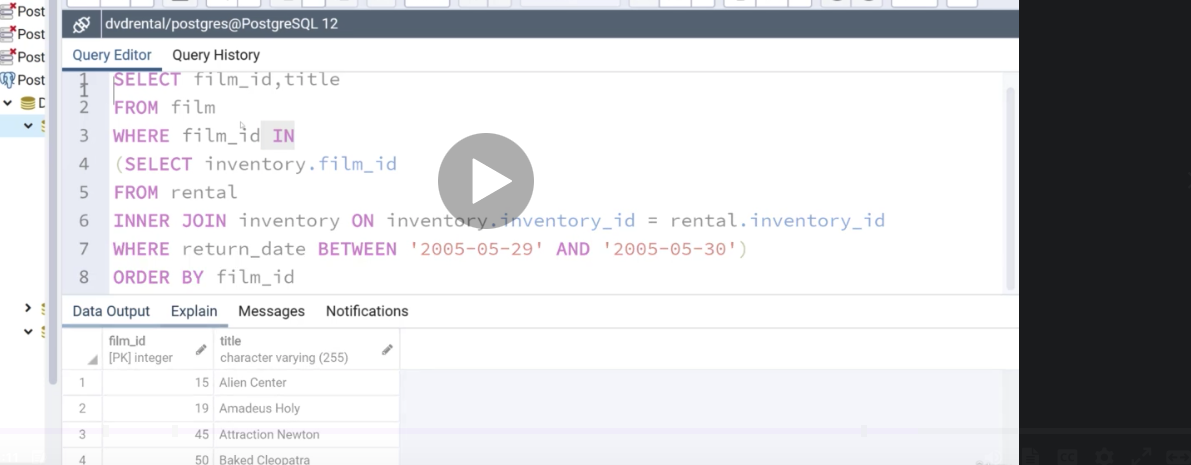 Post
Post
Post
Post
D
dvdrental/postgres@PostgreSQL 12
Query Editor Query History
1 SELECT film_id,title
2 FROM film
3 WHERE film_id IN
4 (SELECT inventory.film_id
5 FROM rental
6 INNER JOIN inventory ON inventory.inventory_id = rental.inventory_id
7 WHERE return_date BETWEEN '2005-05-29' AND '2005-05-30')
8 ORDER BY film_id
Data Output Explain Messages Notifications
film_id title
[PK] integer character varying (255)
1 15 Alien Center
2 19 Amadeus Holy
3 45 Attraction Newton
4 50 Baked Cleopatra